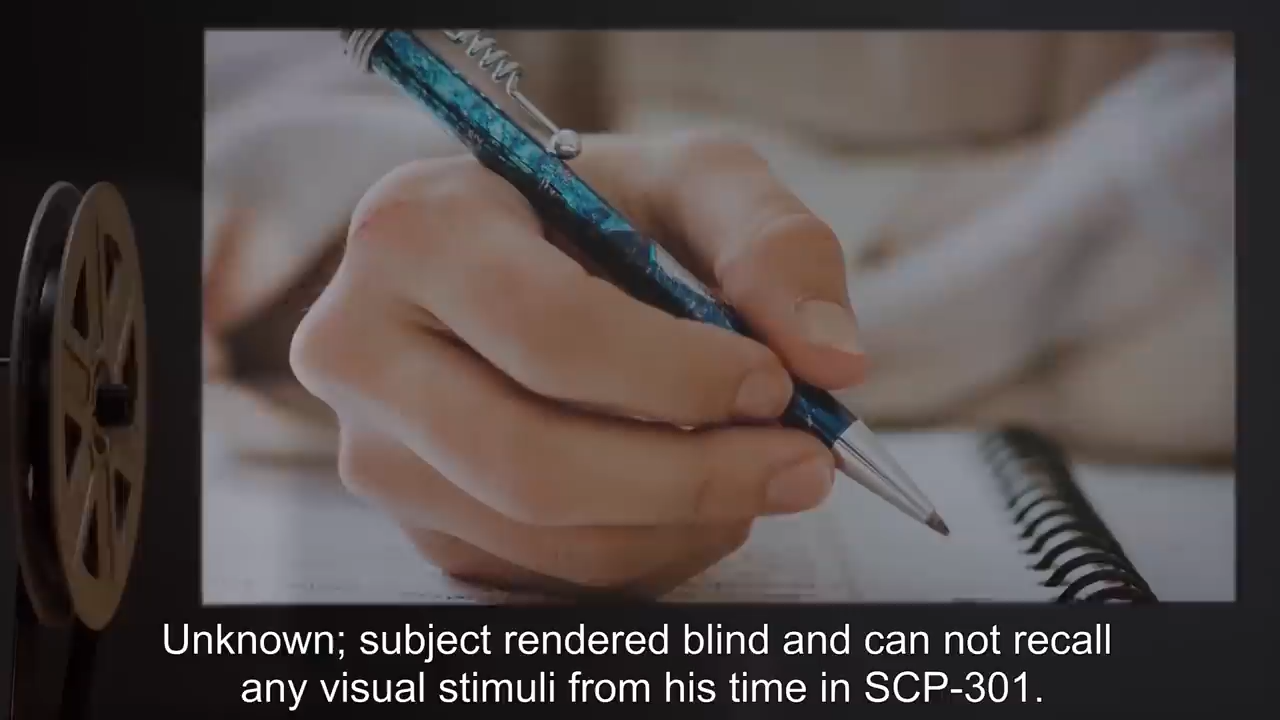 Unknown; subject rendered blind and can not recall
any visual stimuli from his time in SCP-301.